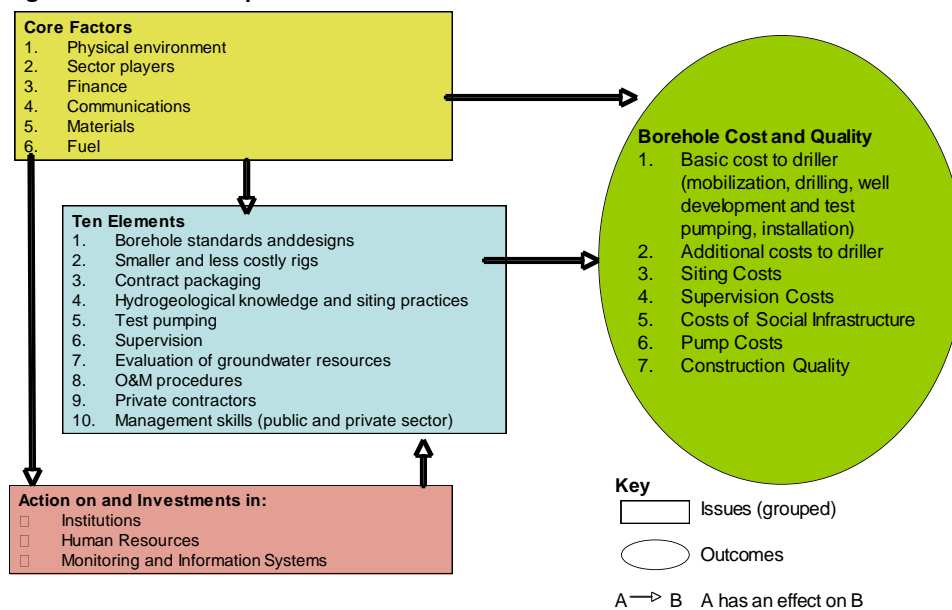 Core Factors
1. Physical environment
2. Sector players
3. Finance
4. Communications
5. Materials
6. Fuel
Ten Elements
1. Borehole standards anddesigns
2. Smaller and less costly rigs
3. Contract packaging
4. Hydrogeological knowledge and siting practices
5. Test pumping
6. Supervision
7. Evaluation of groundwater resources
8. O&M procedures
9. Private contractors
10. Management skills (public and private sector)
Action on and Investments in:
Institutions
Human Resources
Monitoring and Information Systems
Borehole Cost and Quality
1. Basic cost to driller
(mobilization, drilling, well
development and test
pumping, installation)
2. Additional costs to driller
3. Siting Costs
4. Supervision Costs
5. Costs of Social Infrastructure
6. Pump Costs
7. Construction Quality
Key
Issues (grouped)
Outcomes
A B A has an effect on B